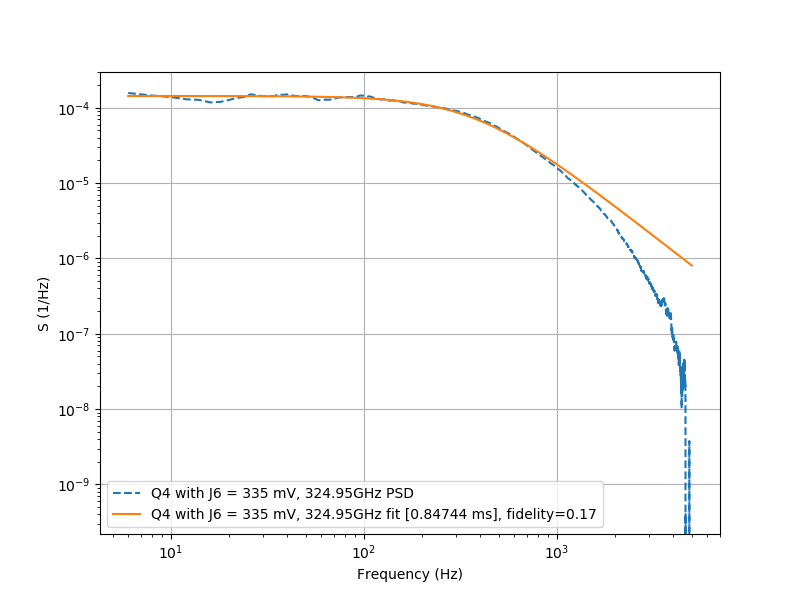 S (1/Hz)
10⁻⁴
10⁻⁵
10⁻⁶
10⁻⁷
10⁻⁸
10⁻⁹
Q4 with J6 = 335 mV, 324.95GHz PSD
Q4 with J6 = 335 mV, 324.95GHz fit [0.84744 ms], fidelity=0.17
10¹ 10² 10³
Frequency (Hz)